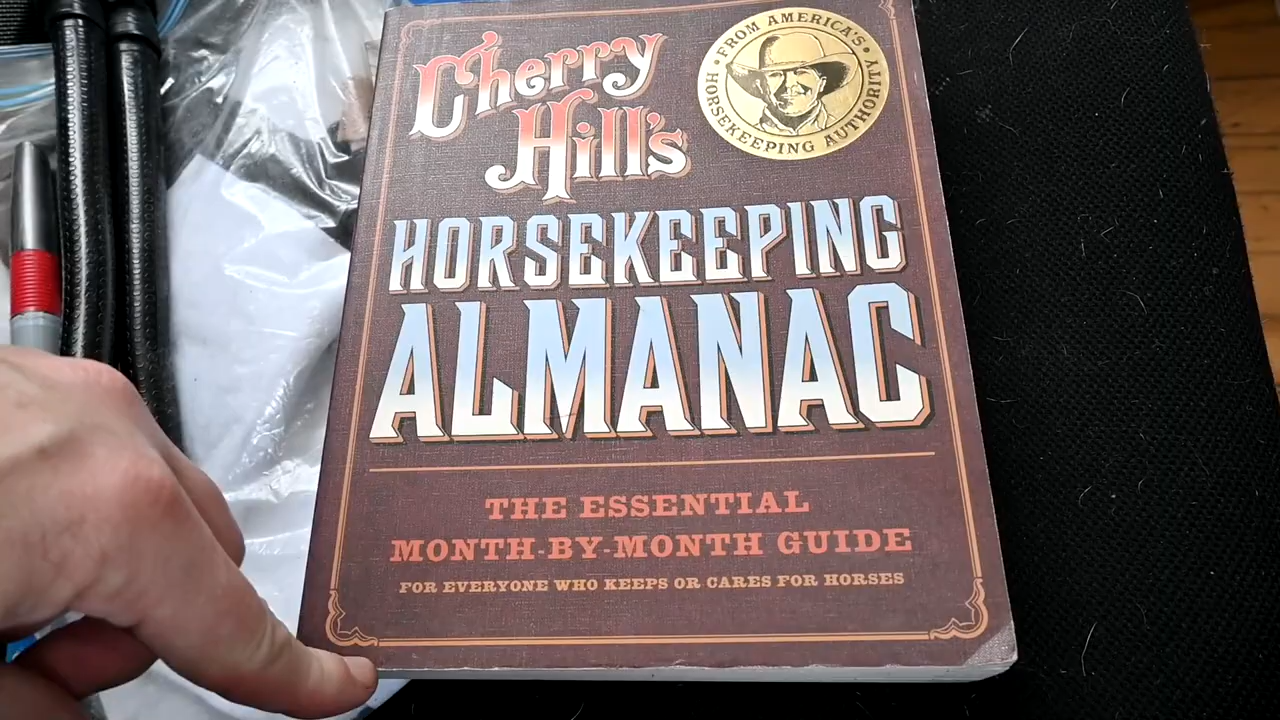 Cherry
Hill's
FROM AMERICA'S
HORSEKEEPING AUTHORITY
HORSEKEEPING
ALMANAC
THE ESSENTIAL
MONTH-BY-MONTH GUIDE
FOR EVERYONE WHO KEEPS OR CARES FOR HORSES